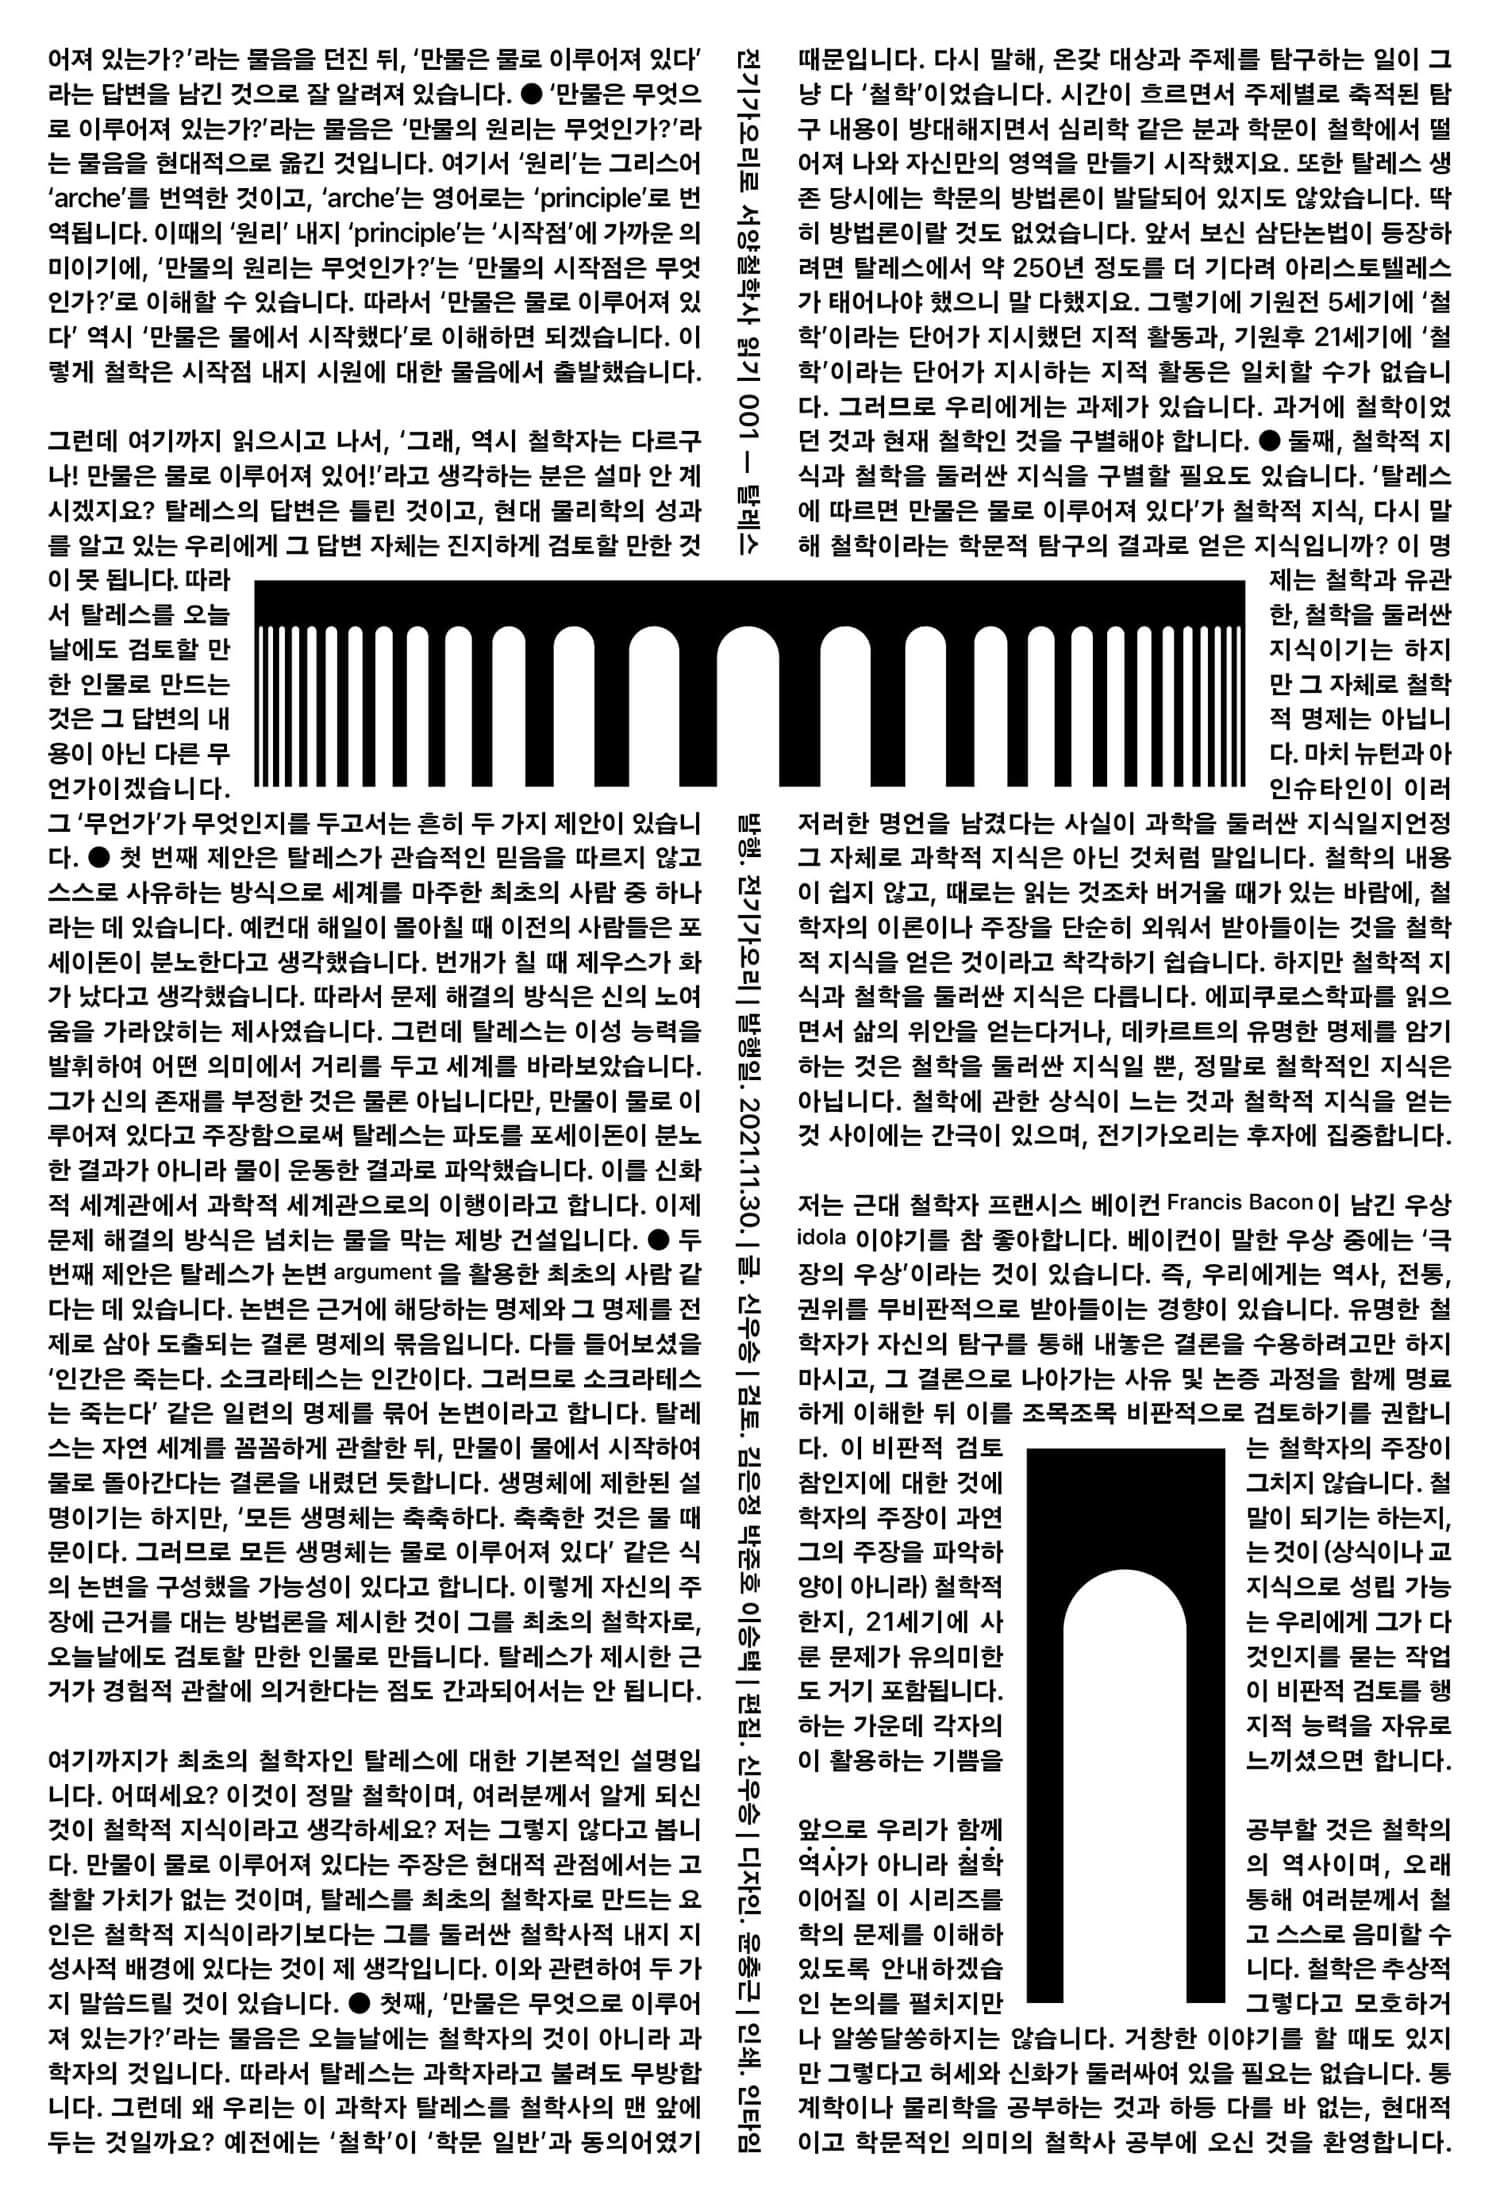 어져 있는가?’라는 물음을 던진 뒤, ‘만물은 물로 이루어져 있다’
라는 답변을 남긴 것으로 잘 알려져 있습니다. ● ‘만물은 무엇으
로 이루어져 있는가?’라는 물음은 ‘만물의 원리는 무엇인가?’라
는 물음을 현대적으로 옮긴 것입니다. 여기서 ‘원리’는 그리스어
‘arche’를 번역한 것이고, ‘arche’는 영어로는 ‘principle’로 번
역됩니다. 이때의 ‘원리’ 내지 ‘principle’는 ‘시작점’에 가까운 의
미이기에, ‘만물의 원리는 무엇인가?’는 ‘만물의 시작점은 무엇
인가?’로 이해할 수 있습니다. 따라서 ‘만물은 물로 이루어져 있
다’ 역시 ‘만물은 물에서 시작했다’로 이해하면 되겠습니다. 이
렇게 철학은 시작점 내지 시원에 대한 물음에서 출발했습니다.
그런데 여기까지 읽으시고 나서, ‘그래, 역시 철학자는 다르구
나! 만물은 물로 이루어져 있어!’라고 생각하는 분은 설마 안 계
시겠지요? 탈레스의 답변은 틀린 것이고, 현대 물리학의 성과
를 알고 있는 우리에게 그 답변 자체는 진지하게 검토할 만한 것
이 못 됩니다. 따라
서 탈레스를 오늘
날에도 검토할 만
한 인물로 만드는
것은 그 답변의 내
용이 아닌 다른 무
언가이겠습니다.
그 ‘무언가’가 무엇인지를 두고서는 흔히 두 가지 제안이 있습니
다. ● 첫 번째 제안은 탈레스가 관습적인 믿음을 따르지 않고
스스로 사유하는 방식으로 세계를 마주한 최초의 사람 중 하나
라는 데 있습니다. 예컨대 해일이 몰아칠 때 이전의 사람들은 포
세이돈이 분노한다고 생각했습니다. 번개가 칠 때 제우스가 화
가 났다고 생각했습니다. 따라서 문제 해결의 방식은 신의 노여
움을 가라앉히는 제사였습니다. 그런데 탈레스는 이성 능력을
발휘하여 어떤 의미에서 거리를 두고 세계를 바라보았습니다.
그가 신의 존재를 부정한 것은 물론 아닙니다만, 만물이 물로 이
루어져 있다고 주장함으로써 탈레스는 파도를 포세이돈이 분노
한 결과가 아니라 물이 운동한 결과로 파악했습니다. 이를 신화
적 세계관에서 과학적 세계관으로의 이행이라고 합니다. 이제
문제 해결의 방식은 넘치는 물을 막는 제방 건설입니다. ● 두
번째 제안은 탈레스가 논변 argument 을 활용한 최초의 사람 같
다는 데 있습니다. 논변은 근거에 해당하는 명제와 그 명제를 전
제로 삼아 도출되는 결론 명제의 묶음입니다. 다들 들어보셨을
‘인간은 죽는다. 소크라테스는 인간이다. 그러므로 소크라테스
는 죽는다’ 같은 일련의 명제를 묶어 논변이라고 합니다. 탈레
스는 자연 세계를 꼼꼼하게 관찰한 뒤, 만물이 물에서 시작하여
물로 돌아간다는 결론을 내렸던 듯합니다. 생명체에 제한된 설
명이기는 하지만, ‘모든 생명체는 축축하다. 축축한 것은 물 때
문이다. 그러므로 모든 생명체는 물로 이루어져 있다’ 같은 식
의 논변을 구성했을 가능성이 있다고 합니다. 이렇게 자신의 주
장에 근거를 대는 방법론을 제시한 것이 그를 최초의 철학자로,
오늘날에도 검토할 만한 인물로 만듭니다. 탈레스가 제시한 근
거가 경험적 관찰에 의거한다는 점도 간과되어서는 안 됩니다.
여기까지가 최초의 철학자인 탈레스에 대한 기본적인 설명입
니다. 어떠세요? 이것이 정말 철학이며, 여러분께서 알게 되신
것이 철학적 지식이라고 생각하세요? 저는 그렇지 않다고 봅니
다. 만물이 물로 이루어져 있다는 주장은 현대적 관점에서는 고
찰할 가치가 없는 것이며, 탈레스를 최초의 철학자로 만드는 요
인은 철학적 지식이라기보다는 그를 둘러싼 철학사적 내지 지
성사적 배경에 있다는 것이 제 생각입니다. 이와 관련하여 두 가
지 말씀드릴 것이 있습니다. ● 첫째, ‘만물은 무엇으로 이루어
져 있는가?’라는 물음은 오늘날에는 철학자의 것이 아니라 과
학자의 것입니다. 따라서 탈레스는 과학자라고 불려도 무방합
니다. 그런데 왜 우리는 이 과학자 탈레스를 철학사의 맨 앞에
두는 것일까요? 예전에는 ‘철학’이 ‘학문 일반’과 동의어였기
전기가오리로 서양철학사 읽기 001 — 탈레스
발행. 전기가오리 | 발행일. 2021.11.30. | 글. 신우승 | 검토. 김은정 박준호 이승택 | 편집. 신우승 | 디자인. 윤충근 | 인쇄. 인타임
때문입니다. 다시 말해, 온갖 대상과 주제를 탐구하는 일이 그
냥 다 ‘철학’이었습니다. 시간이 흐르면서 주제별로 축적된 탐
구 내용이 방대해지면서 심리학 같은 분과 학문이 철학에서 떨
어져 나와 자신만의 영역을 만들기 시작했지요. 또한 탈레스 생
존 당시에는 학문의 방법론이 발달되어 있지도 않았습니다. 딱
히 방법론이랄 것도 없었습니다. 앞서 보신 삼단논법이 등장하
려면 탈레스에서 약 250년 정도를 더 기다려 아리스토텔레스
가 태어나야 했으니 말 다했지요. 그렇기에 기원전 5세기에 ‘철
학’이라는 단어가 지시했던 지적 활동과, 기원후 21세기에 ‘철
학’이라는 단어가 지시하는 지적 활동은 일치할 수가 없습니
다. 그러므로 우리에게는 과제가 있습니다. 과거에 철학이었
던 것과 현재 철학인 것을 구별해야 합니다. ● 둘째, 철학적 지
식과 철학을 둘러싼 지식을 구별할 필요도 있습니다. ‘탈레스
에 따르면 만물은 물로 이루어져 있다’가 철학적 지식, 다시 말
해 철학이라는 학문적 탐구의 결과로 얻은 지식입니까? 이 명
제는 철학과 유관
한, 철학을 둘러싼
지식이기는 하지
만 그 자체로 철학
적 명제는 아닙니
다. 마치 뉴턴과 아
인슈타인이 이러
저러한 명언을 남겼다는 사실이 과학을 둘러싼 지식일지언정
그 자체로 과학적 지식은 아닌 것처럼 말입니다. 철학의 내용
이 쉽지 않고, 때로는 읽는 것조차 버거울 때가 있는 바람에, 철
학자의 이론이나 주장을 단순히 외워서 받아들이는 것을 철학
적 지식을 얻은 것이라고 착각하기 쉽습니다. 하지만 철학적 지
식과 철학을 둘러싼 지식은 다릅니다. 에피쿠로스학파를 읽으
면서 삶의 위안을 얻는다거나, 데카르트의 유명한 명제를 암기
하는 것은 철학을 둘러싼 지식일 뿐, 정말로 철학적인 지식은
아닙니다. 철학에 관한 상식이 느는 것과 철학적 지식을 얻는
것 사이에는 간극이 있으며, 전기가오리는 후자에 집중합니다.
저는 근대 철학자 프랜시스 베이컨 Francis Bacon이 남긴 우상
idola 이야기를 참 좋아합니다. 베이컨이 말한 우상 중에는 ‘극
장의 우상’이라는 것이 있습니다. 즉, 우리에게는 역사, 전통,
권위를 무비판적으로 받아들이는 경향이 있습니다. 유명한 철
학자가 자신의 탐구를 통해 내놓은 결론을 수용하려고만 하지
마시고, 그 결론으로 나아가는 사유 및 논증 과정을 함께 명료
하게 이해한 뒤 이를 조목조목 비판적으로 검토하기를 권합니
다. 이 비판적 검토 는 철학자의 주장이
참인지에 대한 것에 그치지 않습니다. 철
학자의 주장이 과연 말이 되기는 하는지,
그의 주장을 파악하 는 것이 (상식이나 교
양이 아니라) 철학적 지식으로 성립 가능
한지, 21세기에 사 는 우리에게 그가 다
룬 문제가 유의미한 것인지를 묻는 작업
도 거기 포함됩니다. 이 비판적 검토를 행
하는 가운데 각자의 지적 능력을 자유로
이 활용하는 기쁨을 느끼셨으면 합니다.
앞으로 우리가 함께 공부할 것은 철학의
역사가 아니라 철학 의 역사이며, 오래
이어질 이 시리즈를 통해 여러분께서 철
학의 문제를 이해하 고 스스로 음미할 수
있도록 안내하겠습 니다. 철학은 추상적
인 논의를 펼치지만 그렇다고 모호하거
나 알쏭달쏭하지는 않습니다. 거창한 이야기를 할 때도 있지
만 그렇다고 허세와 신화가 둘러싸여 있을 필요는 없습니다. 통
계학이나 물리학을 공부하는 것과 하등 다를 바 없는, 현대적
이고 학문적인 의미의 철학사 공부에 오신 것을 환영합니다.